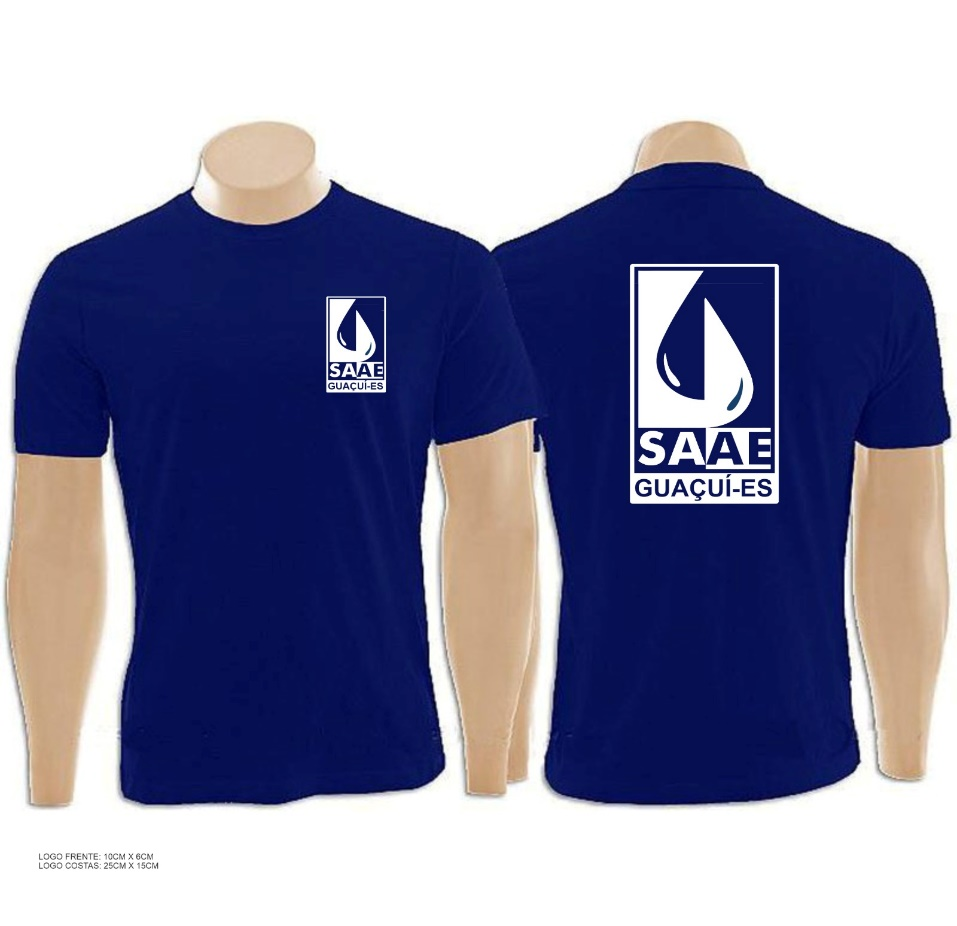 SAAE
GUAÇUÍ-ES
SAAE
GUAÇUÍ-ES
LOGO FRENTE: 10CM X 6CM
LOGO COSTAS: 25CM X 15CM